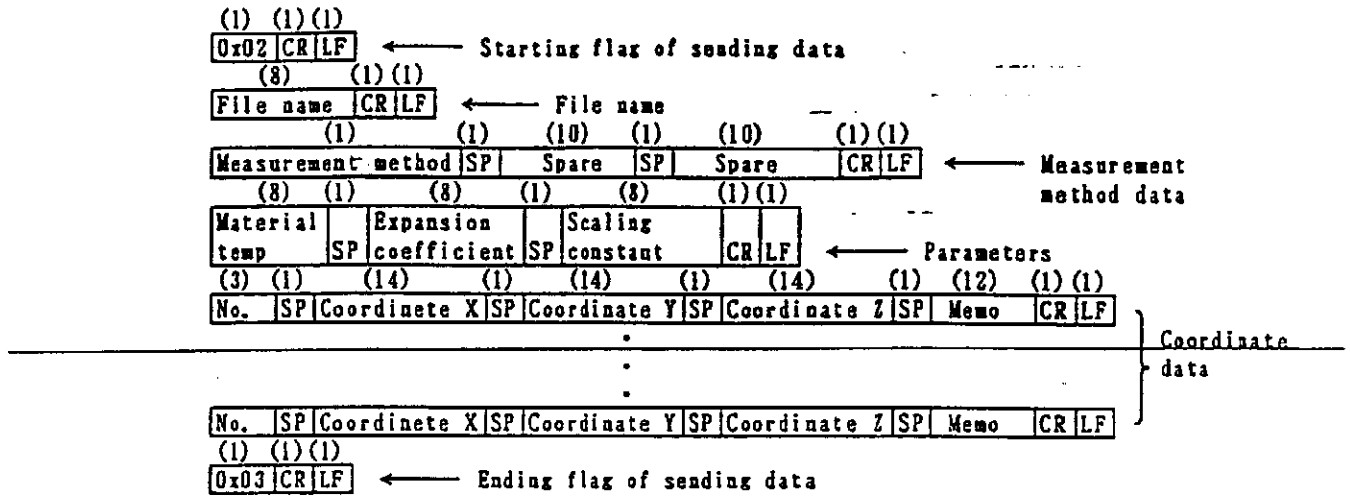 (1) (1) (1)
0x02 CR LF ← Starting flag of sending data
(8) (1) (1)
File name CR LF ← File name
(1) (1) (10) (1) (10) (1) (1)
Measurement method SP Spare SP Spare CR LF ← Measurement
method data
(8) (1) (8) (1) (8) (1) (1)
Material Expansion Scaling
temp SP coefficient SP constant CR LF ← Parameters
(3) (1) (14) (1) (14) (1) (14) (1) (12) (1) (1)
No. SP Coordinete X SP Coordinate Y SP Coordinate Z SP Memo CR LF
Coordinate
data
No. SP Coordinete X SP Coordinate Y SP Coordinate Z SP Memo CR LF
(1) (1) (1)
0x03 CR LF ← Ending flag of sending data